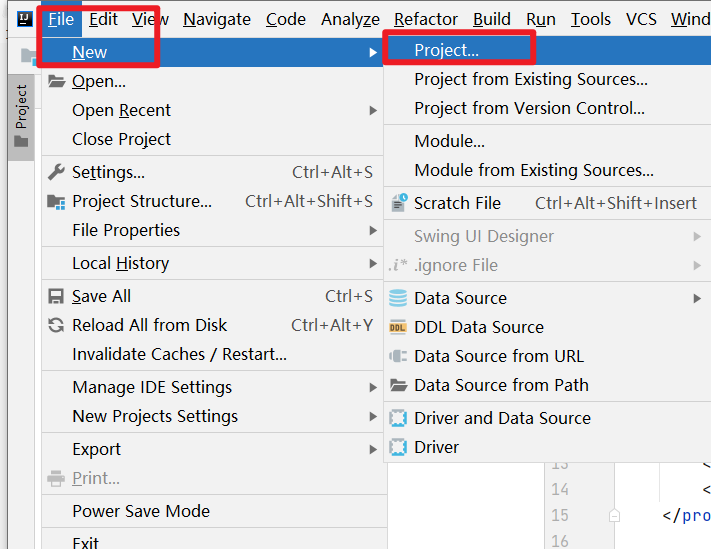 IJ File Edit View Navigate Code Analyze Refactor Build Run Tools VCS Wind
Project
New
Open...
Open Recent
Close Project
Settings... Ctrl+Alt+S
Project Structure... Ctrl+Alt+Shift+S
File Properties
Local History
Save All Ctrl+S
Reload All from Disk Ctrl+Alt+Y
Invalidate Caches / Restart...
Manage IDE Settings
New Projects Settings
Export
Print...
Power Save Mode
Exit
Project...
Project from Existing Sources...
Project from Version Control...
Module...
Module from Existing Sources...
Scratch File Ctrl+Alt+Shift+Insert
Swing UI Designer
.i* .ignore File
Data Source
DDL DDL Data Source
Data Source from URL
Data Source from Path
Driver and Data Source
Driver
13 <
14 <
15 </pro
16